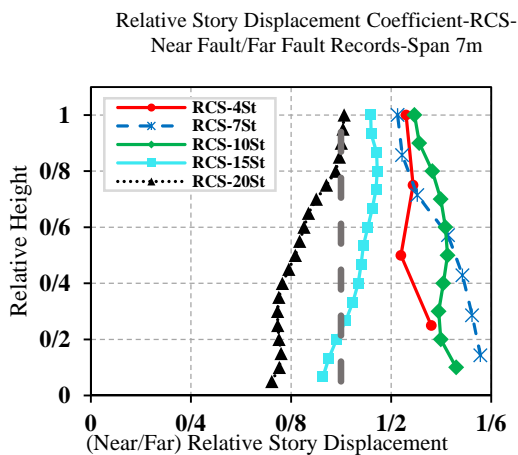 Relative Story Displacement Coefficient-RCS-
Near Fault/Far Fault Records-Span 7m
RCS-4St
RCS-7St
RCS-10St
RCS-15St
RCS-20St
Relative Height
1
0/8
0/6
0/4
0/2
0
0 0/4 0/8 1/2 1/6
(Near/Far) Relative Story Displacement